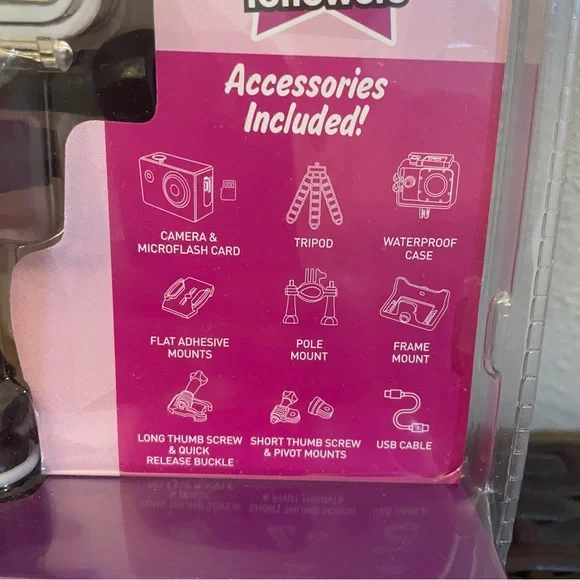 followers
Accessories
Included!
CAMERA &
MICROFLASH CARD
TRIPOD
WATERPROOF
CASE
FLAT ADHESIVE
MOUNTS
POLE
MOUNT
FRAME
MOUNT
LONG THUMB SCREW
& QUICK
RELEASE BUCKLE
SHORT THUMB SCREW
& PIVOT MOUNTS
USB CABLE